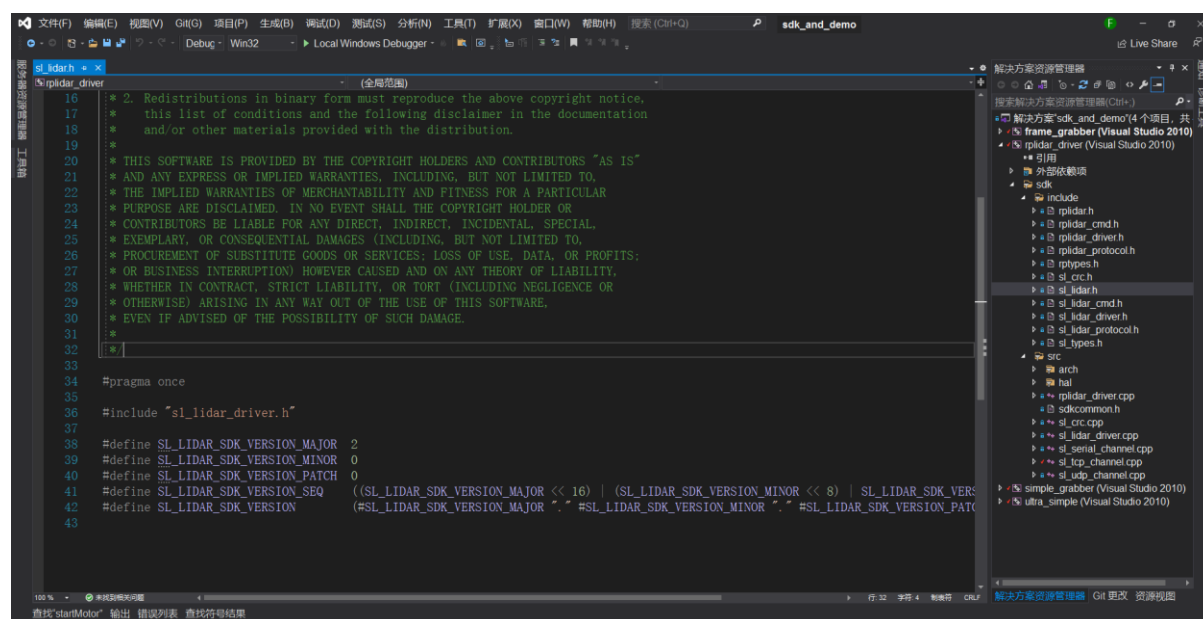 文件(F) 编辑(E) 视图(V) Git(G) 项目(P) 生成(B) 调试(D) 测试(S) 分析(N) 工具(T) 扩展(X) 窗口(W) 帮助(H) 搜索 (Ctrl+Q) sdk_and_demo
Debug Win32 Local Windows Debugger Live Share
sl_lidar.h
rplidar_driver (全局范围)
16 * 2. Redistributions in binary form must reproduce the above copyright notice,
17 * this list of conditions and the following disclaimer in the documentation
18 * and/or other materials provided with the distribution.
19 *
20 * THIS SOFTWARE IS PROVIDED BY THE COPYRIGHT HOLDERS AND CONTRIBUTORS "AS IS"
21 * AND ANY EXPRESS OR IMPLIED WARRANTIES, INCLUDING, BUT NOT LIMITED TO,
22 * THE IMPLIED WARRANTIES OF MERCHANTABILITY AND FITNESS FOR A PARTICULAR
23 * PURPOSE ARE DISCLAIMED. IN NO EVENT SHALL THE COPYRIGHT HOLDER OR
24 * CONTRIBUTORS BE LIABLE FOR ANY DIRECT, INDIRECT, INCIDENTAL, SPECIAL,
25 * EXEMPLARY, OR CONSEQUENTIAL DAMAGES (INCLUDING, BUT NOT LIMITED TO,
26 * PROCUREMENT OF SUBSTITUTE GOODS OR SERVICES; LOSS OF USE, DATA, OR PROFITS;
27 * OR BUSINESS INTERRUPTION) HOWEVER CAUSED AND ON ANY THEORY OF LIABILITY,
28 * WHETHER IN CONTRACT, STRICT LIABILITY, OR TORT (INCLUDING NEGLIGENCE OR
29 * OTHERWISE) ARISING IN ANY WAY OUT OF THE USE OF THIS SOFTWARE,
30 * EVEN IF ADVISED OF THE POSSIBILITY OF SUCH DAMAGE.
31 *
32 */
33
34 #pragma once
35
36 #include "sl_lidar_driver.h"
37
38 #define SL_LIDAR_SDK_VERSION_MAJOR 2
39 #define SL_LIDAR_SDK_VERSION_MINOR 0
40 #define SL_LIDAR_SDK_VERSION_PATCH 0
41 #define SL_LIDAR_SDK_VERSION_SEQ ((SL_LIDAR_SDK_VERSION_MAJOR << 16) | (SL_LIDAR_SDK_VERSION_MINOR << 8) | SL_LIDAR_SDK_VERS
42 #define SL_LIDAR_SDK_VERSION (#SL_LIDAR_SDK_VERSION_MAJOR "." #SL_LIDAR_SDK_VERSION_MINOR "." #SL_LIDAR_SDK_VERSION_PATC
43
100 % 未找到相关问题 行: 32 字符: 4 制表符 CRLF
查找"startMotor" 输出 错误列表 查找符号结果
服务器资源管理器
工具箱
解决方案资源管理器
搜索解决方案资源管理器(Ctrl+;)
解决方案"sdk_and_demo"(4 个项目，共
frame_grabber (Visual Studio 2010)
rplidar_driver (Visual Studio 2010)
引用
外部依赖项
sdk
include
rplidar.h
rplidar_cmd.h
rplidar_driver.h
rplidar_protocol.h
rptypes.h
sl_crc.h
sl_lidar.h
sl_lidar_cmd.h
sl_lidar_driver.h
sl_lidar_protocol.h
sl_types.h
src
arch
hal
rplidar_driver.cpp
sdkcommon.h
sl_crc.cpp
sl_lidar_driver.cpp
sl_serial_channel.cpp
sl_tcp_channel.cpp
sl_udp_channel.cpp
simple_grabber (Visual Studio 2010)
ultra_simple (Visual Studio 2010)
解决方案资源管理器 Git 更改 资源视图